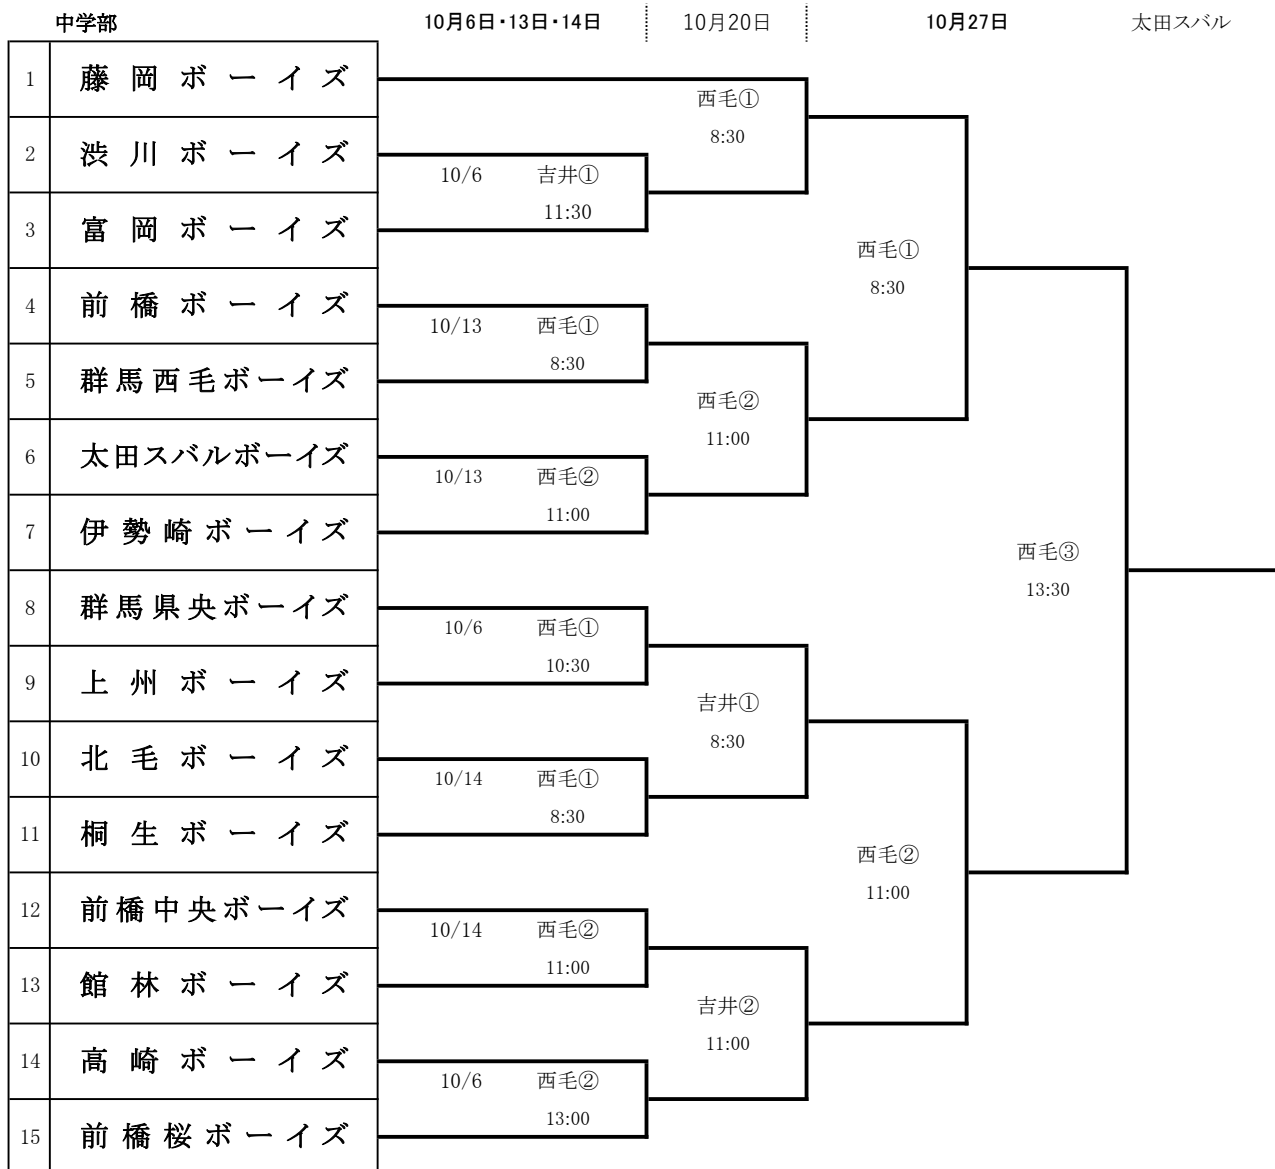 中学部 10月6日・13日・14日 10月20日 10月27日 太田スバル
1 藤岡ボーイズ
西毛①
8:30
2 渋川ボーイズ
10/6 吉井①
11:30
3 富岡ボーイズ
西毛①
8:30
4 前橋ボーイズ
10/13 西毛①
8:30
5 群馬西毛ボーイズ
西毛②
11:00
6 太田スバルボーイズ
10/13 西毛②
11:00
7 伊勢崎ボーイズ
西毛③
13:30
8 群馬県央ボーイズ
10/6 西毛①
10:30
9 上州ボーイズ
吉井①
8:30
10 北毛ボーイズ
10/14 西毛①
8:30
11 桐生ボーイズ
西毛②
11:00
12 前橋中央ボーイズ
10/14 西毛②
11:00
13 館林ボーイズ
吉井②
11:00
14 高崎ボーイズ
10/6 西毛②
13:00
15 前橋桜ボーイズ